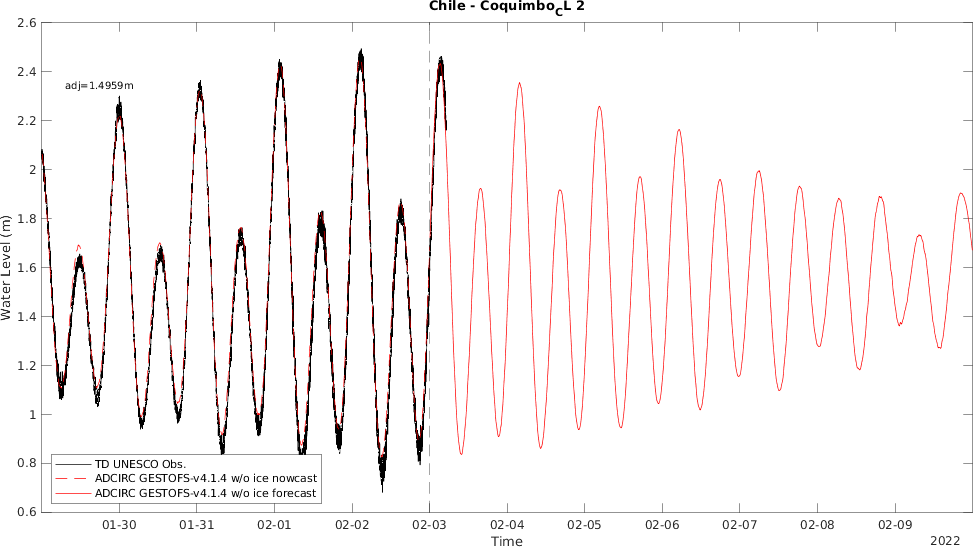 Chile - Coquimbo_CL 2
2.6
2.4
adj=1.4959m
2.2
2
1.8
1.6
1.4
1.2
1
0.8
0.6
Water Level (m)
TD UNESCO Obs.
ADCIRC GESTOFS-v4.1.4 w/o ice nowcast
ADCIRC GESTOFS-v4.1.4 w/o ice forecast
01-30 01-31 02-01 02-02 02-03 02-04 02-05 02-06 02-07 02-08 02-09
Time
2022